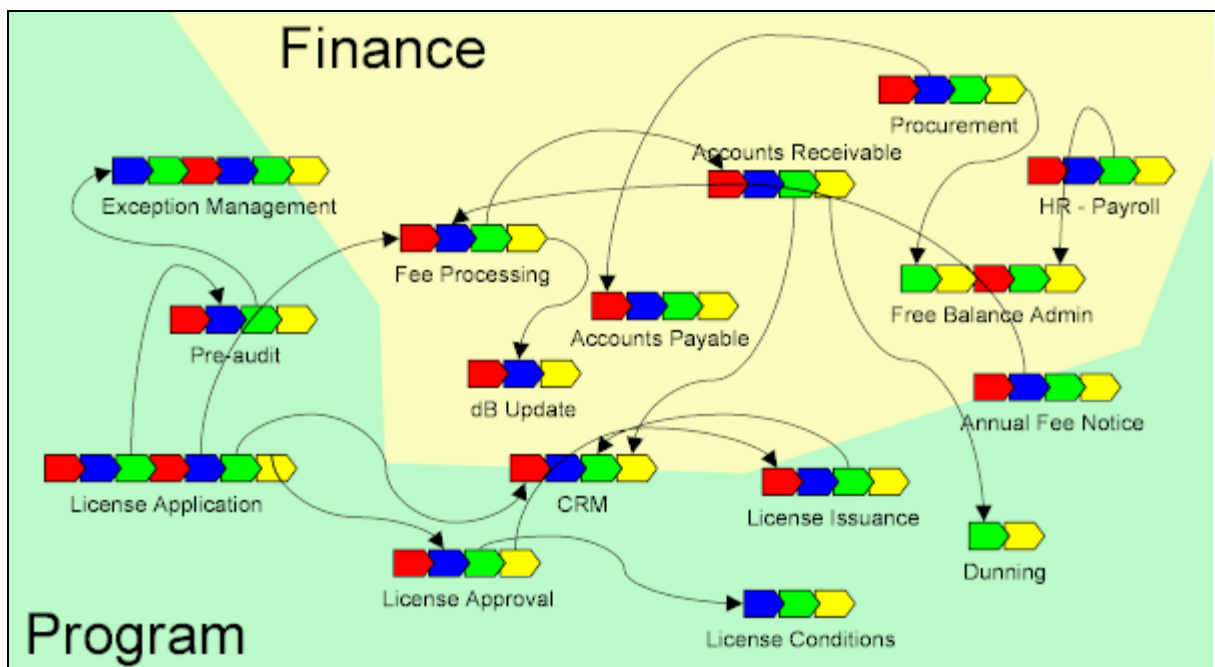 Finance
Procurement
Accounts Receivable
HR - Payroll
Exception Management
Fee Processing
Free Balance Admin
Accounts Payable
Pre-audit
dB Update
Annual Fee Notice
License Application
CRM
License Issuance
Dunning
License Approval
License Conditions
Program